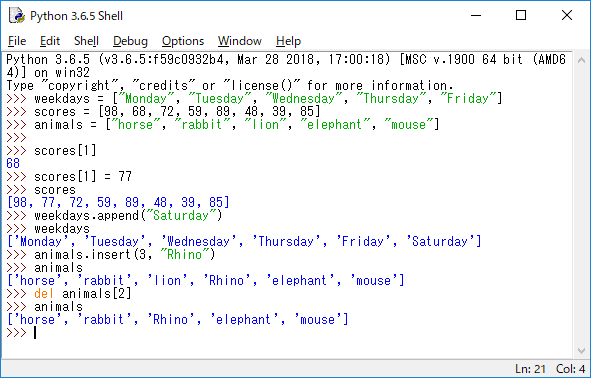 Python 3.6.5 Shell
File Edit Shell Debug Options Window Help
Python 3.6.5 (v3.6.5:f59c0932b4, Mar 28 2018, 17:00:18) [MSC v.1900 64 bit (AMD6
4)] on win32
Type "copyright", "credits" or "license()" for more information.
>>> weekdays = ["Monday", "Tuesday", "Wednesday", "Thursday", "Friday"]
>>> scores = [98, 68, 72, 59, 89, 48, 39, 85]
>>> animals = ["horse", "rabbit", "lion", "elephant", "mouse"]
>>>
>>> scores[1]
68
>>> scores[1] = 77
>>> scores
[98, 77, 72, 59, 89, 48, 39, 85]
>>> weekdays.append("Saturday")
>>> weekdays
['Monday', 'Tuesday', 'Wednesday', 'Thursday', 'Friday', 'Saturday']
>>> animals.insert(3, "Rhino")
>>> animals
['horse', 'rabbit', 'lion', 'Rhino', 'elephant', 'mouse']
>>> del animals[2]
>>> animals
['horse', 'rabbit', 'Rhino', 'elephant', 'mouse']
>>>
Ln: 21 Col: 4